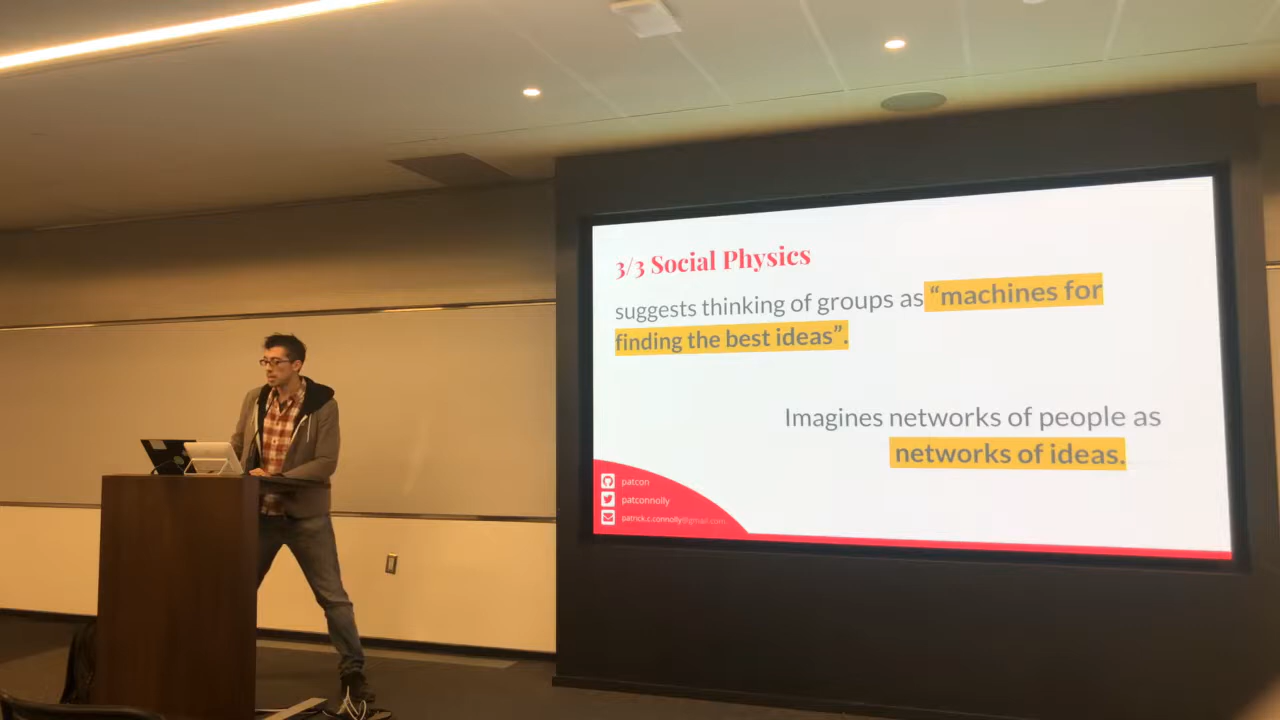 3/3 Social Physics
suggests thinking of groups as “machines for
finding the best ideas”.
Imagines networks of people as
networks of ideas.
patcon
patconnolly
patrick.c.connolly@gmail.com